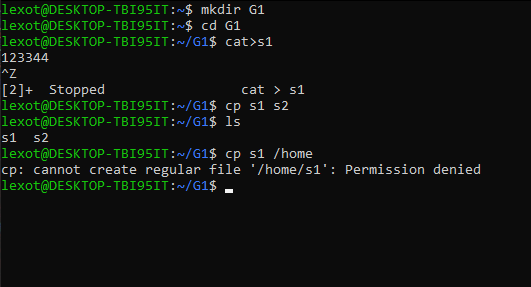 lexot@DESKTOP-TBI95IT:~$ mkdir G1
lexot@DESKTOP-TBI95IT:~$ cd G1
lexot@DESKTOP-TBI95IT:~/G1$ cat>s1
123344
^Z
[2]+  Stopped                 cat > s1
lexot@DESKTOP-TBI95IT:~/G1$ cp s1 s2
lexot@DESKTOP-TBI95IT:~/G1$ ls
s1  s2
lexot@DESKTOP-TBI95IT:~/G1$ cp s1 /home
cp: cannot create regular file '/home/s1': Permission denied
lexot@DESKTOP-TBI95IT:~/G1$